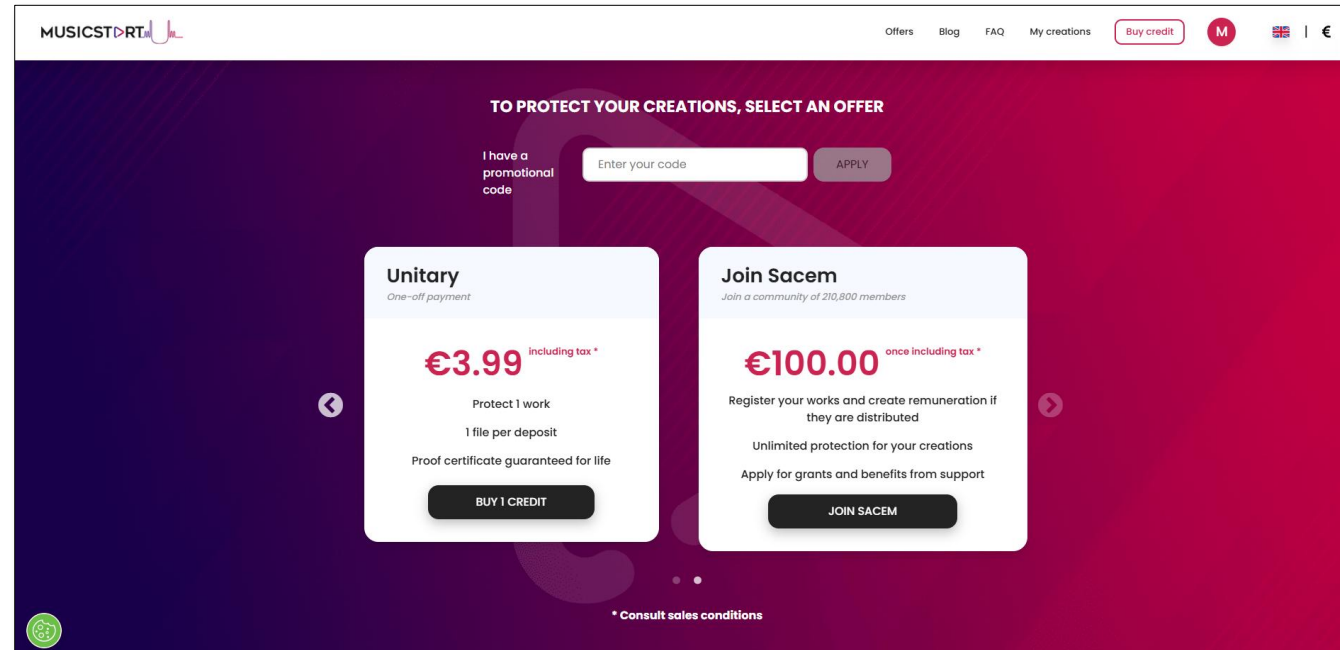 MUSICSTART
Offers Blog FAQ My creations Buy credit M | €
TO PROTECT YOUR CREATIONS, SELECT AN OFFER
I have a
promotional
code
Enter your code
APPLY
Unitary
One-off payment
€3.99 including tax *
Protect 1 work
1 file per deposit
Proof certificate guaranteed for life
BUY 1 CREDIT
Join Sacem
Join a community of 210,800 members
€100.00 once including tax *
Register your works and create remuneration if
they are distributed
Unlimited protection for your creations
Apply for grants and benefits from support
JOIN SACEM
* Consult sales conditions